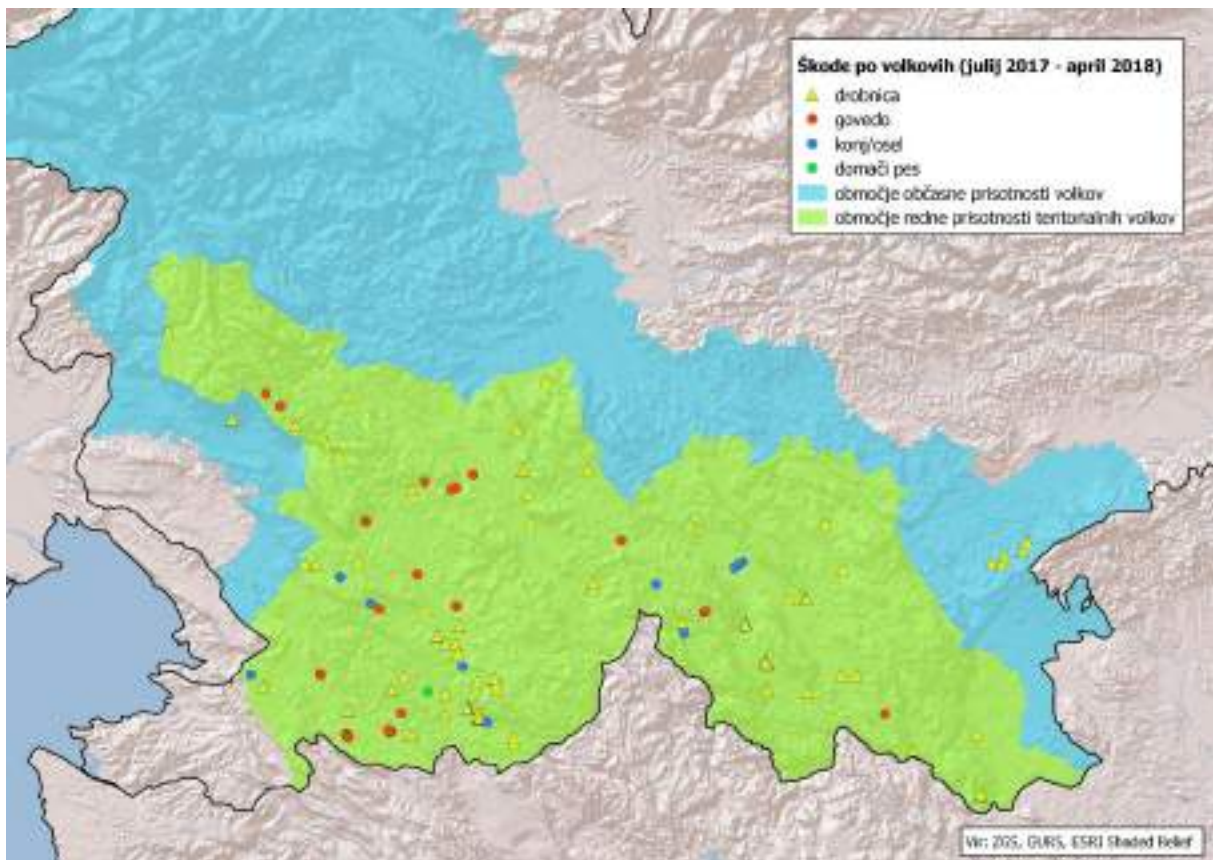 Škode po volkovih (julij 2017 - april 2018)
drobnica
govedo
konj/osel
domači pes
območje občasne prisotnosti volkov
območje redne prisotnosti teritorialnih volkov
Vir: ZGS, GURS, ESRI Shaded Relief